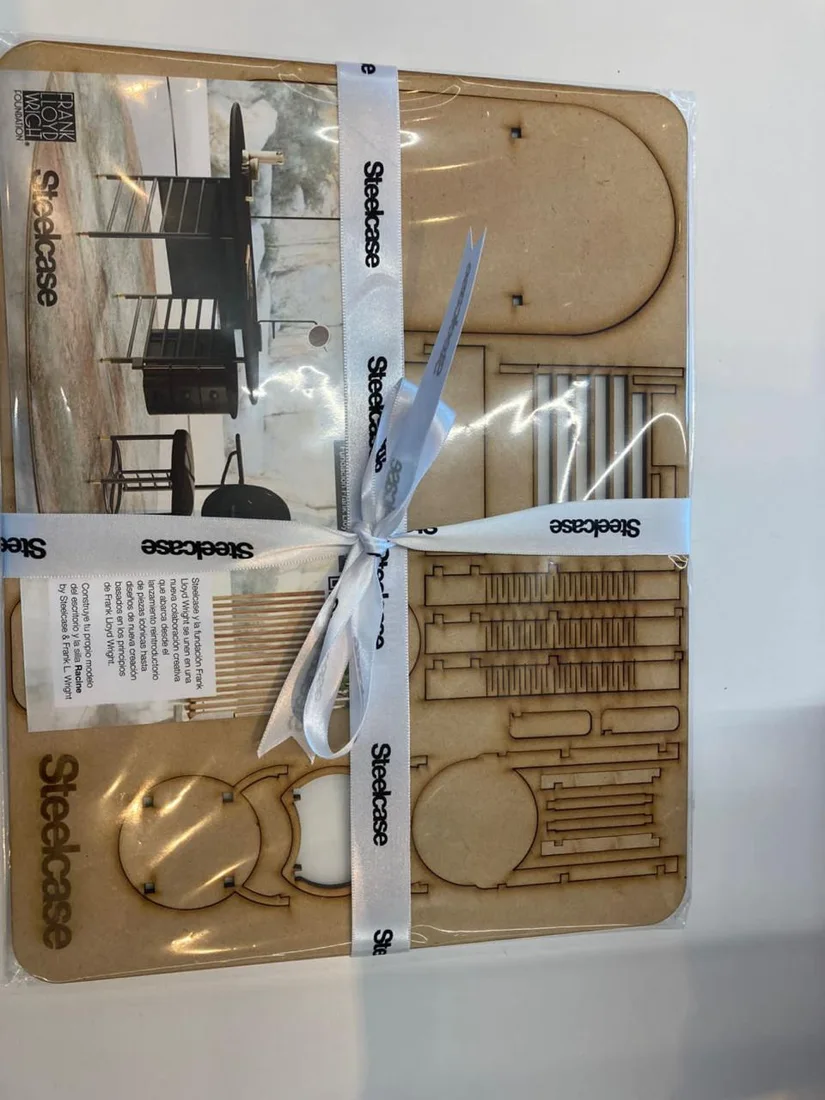 FRANK
LLOYD
WRIGHT
FOUNDATION
Steelcase
Steelcase y la fundación Frank
Lloyd Wright se unen en una
nueva colaboración creativa
que abarca desde el
lanzamiento reintroductorio
de piezas icónicas hasta
diseños de nueva creación
basados en los principios
de Frank Lloyd Wright.
Construye tu propio modelo
del escritorio y la silla Racine
by Steelcase & Frank L. Wright
Steelcase
Steelcase
Steelcase
Steelcase
Steelcase
Steelcase
Steelcase